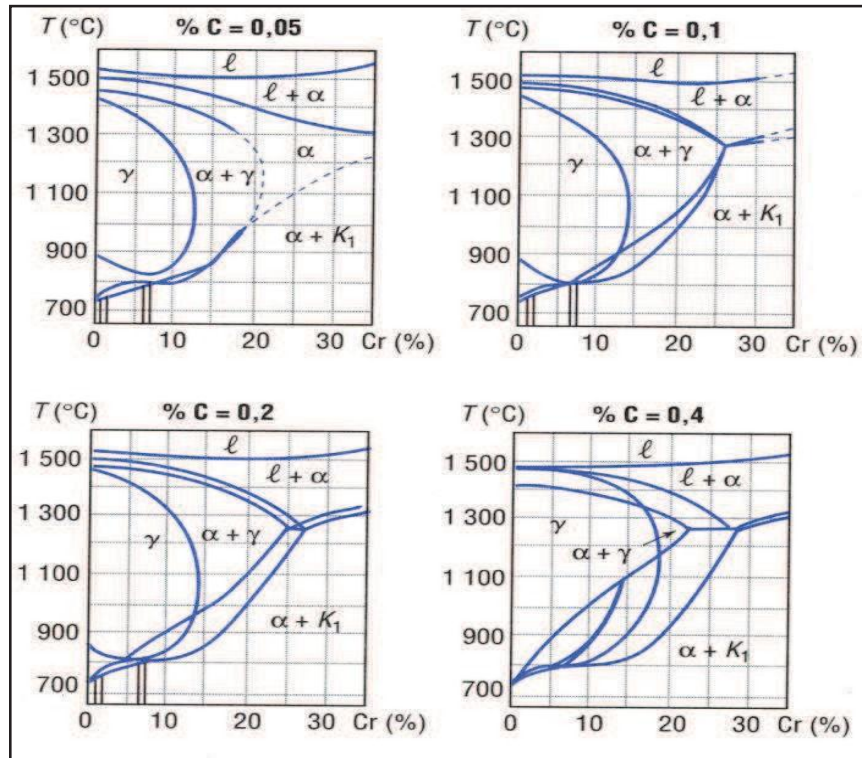 T (°C) % C = 0,05
1 500
1 300
1 100
900
700
ℓ
ℓ + α
α
γ
α + γ
α + K₁
0 10 20 30 Cr (%)
T (°C) % C = 0,1
1 500
1 300
1 100
900
700
ℓ
ℓ + α
α + γ
γ
α + K₁
0 10 20 30 Cr (%)
T (°C) % C = 0,2
1 500
1 300
1 100
900
700
ℓ
ℓ + α
γ
α + γ
α + K₁
0 10 20 30 Cr (%)
T (°C) % C = 0,4
1 500
1 300
1 100
900
700
ℓ
ℓ + α
γ
α + γ
α + K₁
0 10 20 30 Cr (%)